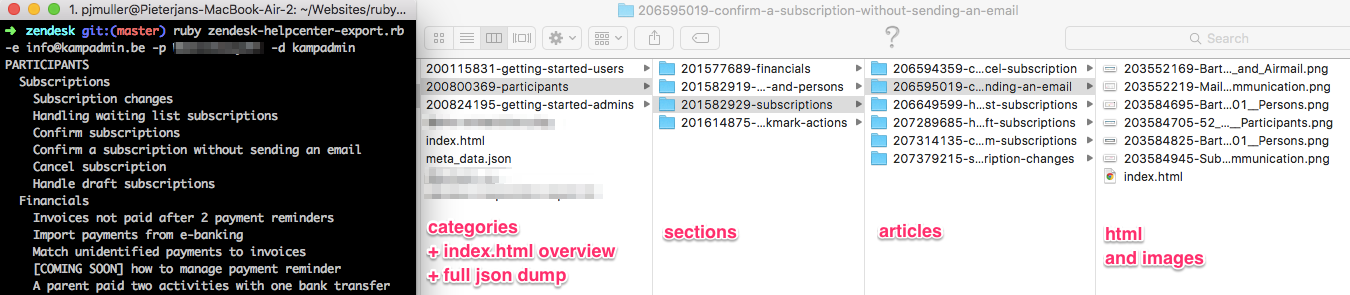 1. pjmuller@Pieterjans-MacBook-Air-2: ~/Websites/ruby...
➜ zendesk git:(master) ruby zendesk-helpcenter-export.rb
-e info@kampadmin.be -p -d kampadmin
PARTICIPANTS
Subscriptions
Subscription changes
Handling waiting list subscriptions
Confirm subscriptions
Confirm a subscription without sending an email
Cancel subscription
Handle draft subscriptions
Financials
Invoices not paid after 2 payment reminders
Import payments from e-banking
Match unidentified payments to invoices
[COMING SOON] how to manage payment reminder
A parent paid two activities with one bank transfer
206595019-confirm-a-subscription-without-sending-an-email
?
Search
200115831-getting-started-users
200800369-participants
200824195-getting-started-admins
index.html
meta_data.json
categories
+ index.html overview
+ full json dump
201577689-financials
201582919-...-and-persons
201582929-subscriptions
201614875-...kmark-actions
sections
206594359-c...cel-subscription
206595019-c...nding-an-email
206649599-h...st-subscriptions
207289685-h...ft-subscriptions
207314135-c...m-subscriptions
207379215-s...ription-changes
articles
203552169-Bart..._and_Airmail.png
203552219-Mail...mmunication.png
203584695-Bart...01__Persons.png
203584705-52_...__Participants.png
203584825-Bart...01__Persons.png
203584945-Sub...mmunication.png
index.html
html
and images